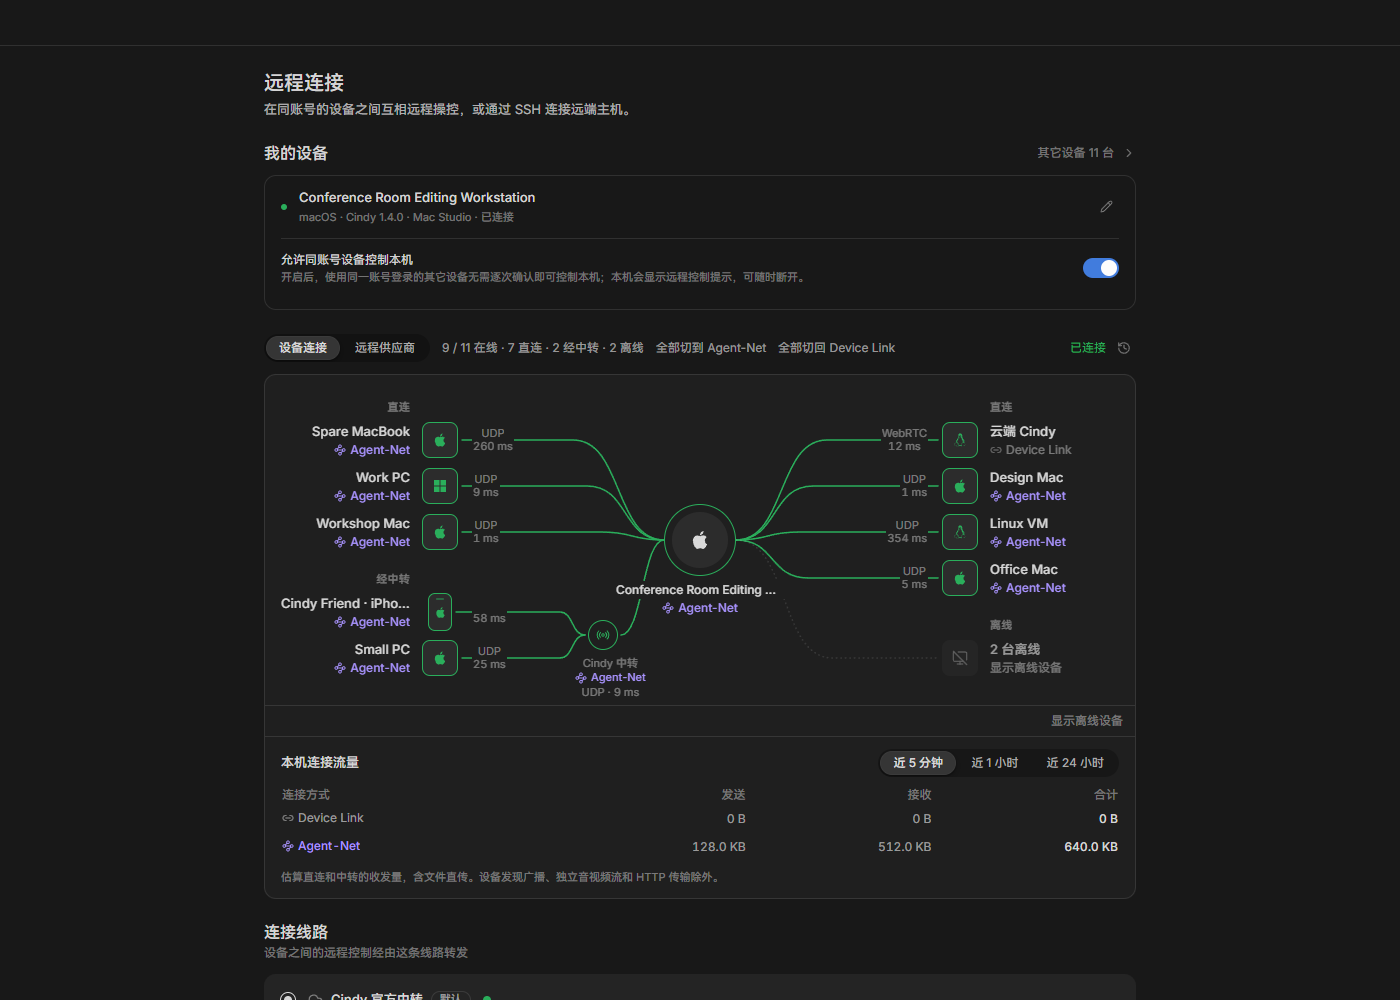 远程连接
在同账号的设备之间互相远程操控，或通过 SSH 连接远端主机。
我的设备
其它设备 11 台
Conference Room Editing Workstation
macOS · Cindy 1.4.0 · Mac Studio · 已连接
允许同账号设备控制本机
开启后，使用同一账号登录的其它设备无需逐次确认即可控制本机；本机会显示远程控制提示，可随时断开。
设备连接 远程供应商 9 / 11 在线 · 7 直连 · 2 经中转 · 2 离线 全部切到 Agent-Net 全部切回 Device Link 已连接
直连
Spare MacBook
Agent-Net
UDP
260 ms
Work PC
Agent-Net
UDP
9 ms
Workshop Mac
Agent-Net
UDP
1 ms
经中转
Cindy Friend · iPho...
Agent-Net
58 ms
Small PC
Agent-Net
UDP
25 ms
Cindy 中转
Agent-Net
UDP · 9 ms
Conference Room Editing ...
Agent-Net
直连
WebRTC
12 ms
云端 Cindy
Device Link
UDP
1 ms
Design Mac
Agent-Net
UDP
354 ms
Linux VM
Agent-Net
UDP
5 ms
Office Mac
Agent-Net
离线
2 台离线
显示离线设备
显示离线设备
本机连接流量
近 5 分钟 近 1 小时 近 24 小时
连接方式 发送 接收 合计
Device Link 0 B 0 B 0 B
Agent-Net 128.0 KB 512.0 KB 640.0 KB
估算直连和中转的收发量，含文件直传。设备发现广播、独立音视频流和 HTTP 传输除外。
连接线路
设备之间的远程控制经由这条线路转发
Cindy 官方中转 默认